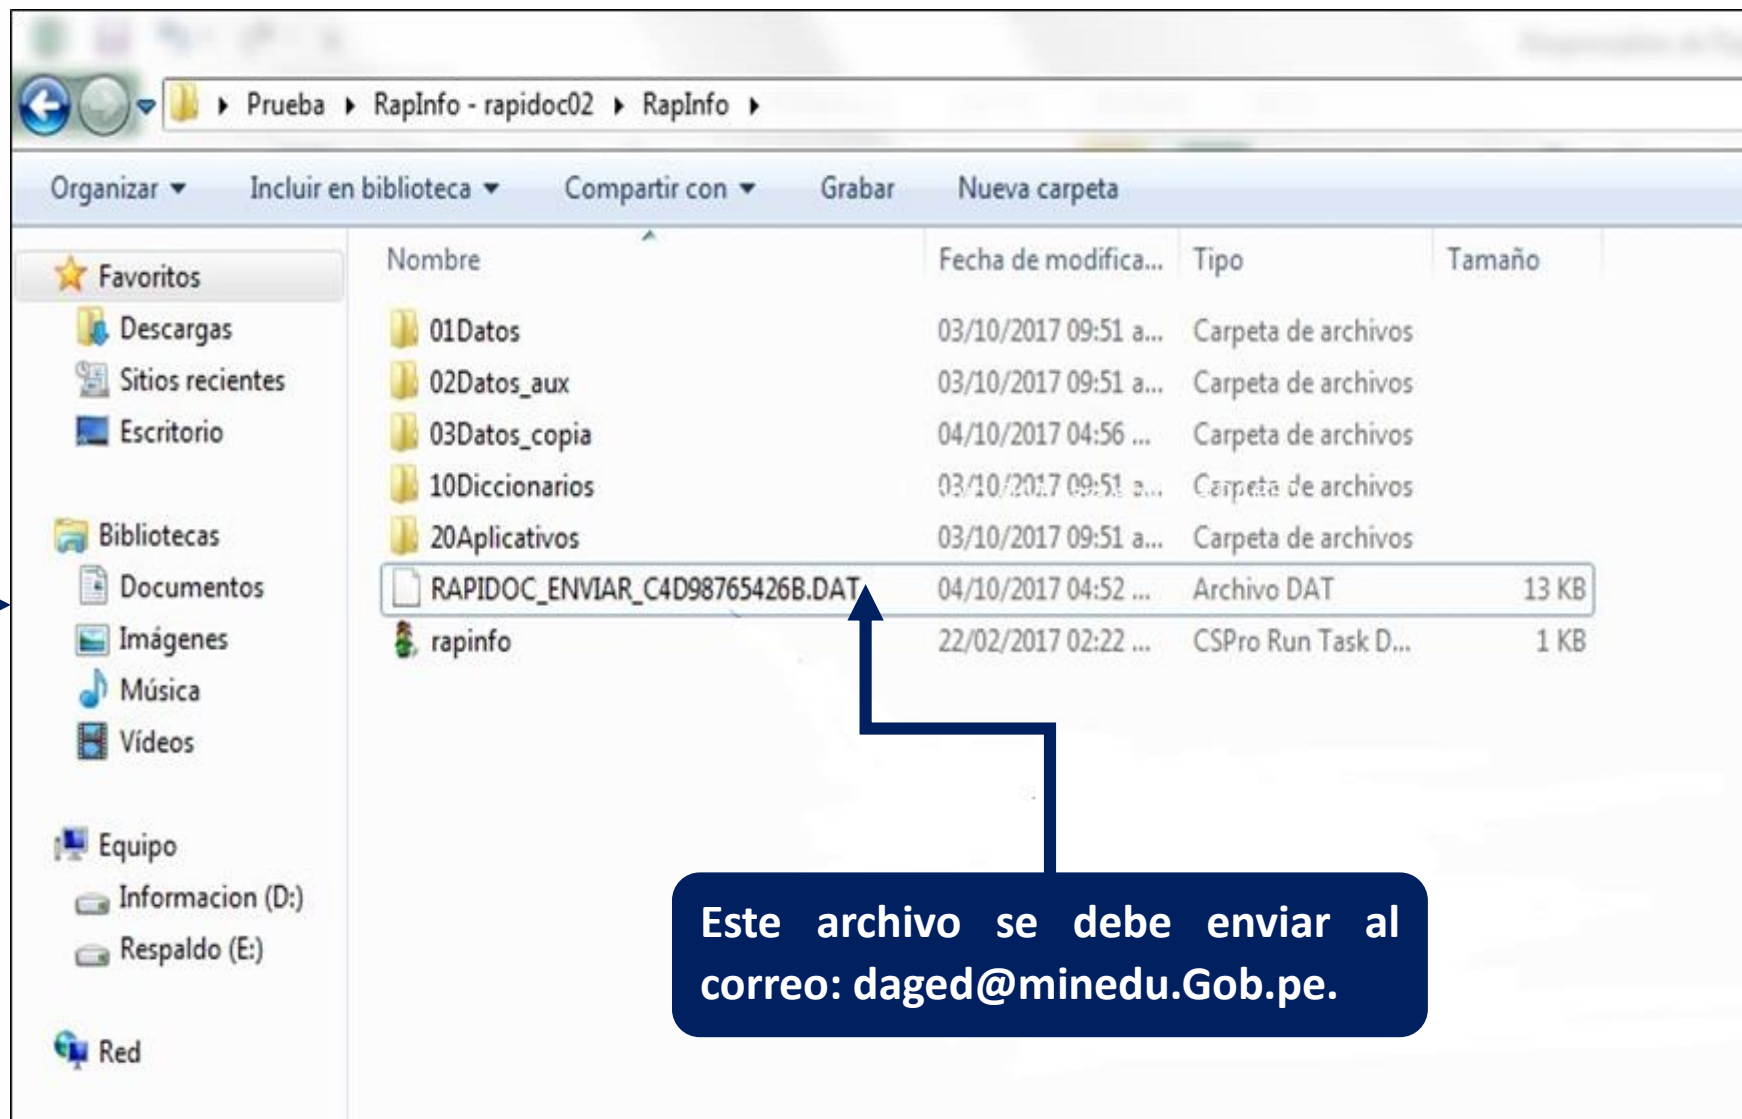 Prueba ▸ RapInfo - rapidoc02 ▸ RapInfo ▸
Organizar Incluir en biblioteca Compartir con Grabar Nueva carpeta
Nombre Fecha de modifica... Tipo Tamaño
Favoritos
Descargas
Sitios recientes
Escritorio
Bibliotecas
Documentos
Imágenes
Música
Vídeos
Equipo
Informacion (D:)
Respaldo (E:)
Red
01Datos 03/10/2017 09:51 a... Carpeta de archivos
02Datos_aux 03/10/2017 09:51 a... Carpeta de archivos
03Datos_copia 04/10/2017 04:56 ... Carpeta de archivos
10Diccionarios 03/10/2017 09:51 a... Carpeta de archivos
20Aplicativos 03/10/2017 09:51 a... Carpeta de archivos
RAPIDOC_ENVIAR_C4D98765426B.DAT 04/10/2017 04:52 ... Archivo DAT 13 KB
rapinfo 22/02/2017 02:22 ... CSPro Run Task D... 1 KB
Este archivo se debe enviar al
correo: daged@minedu.Gob.pe.